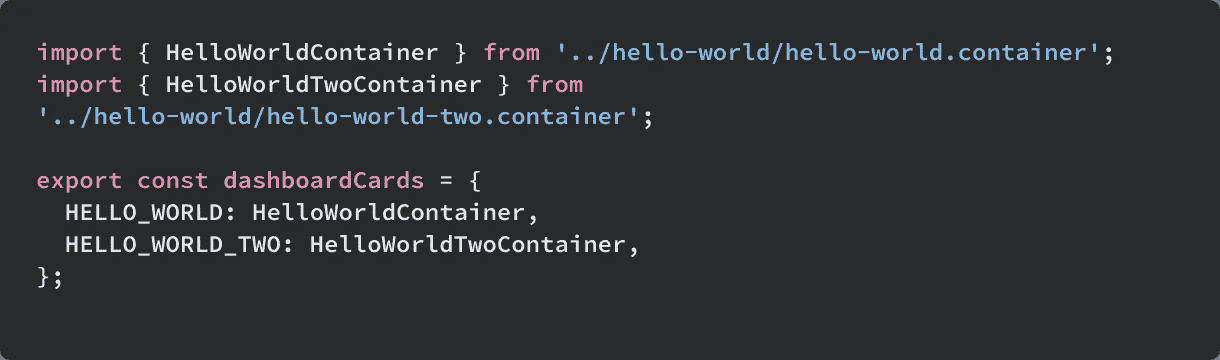 import { HelloWorldContainer } from '../hello-world/hello-world.container';
import { HelloWorldTwoContainer } from
'../hello-world/hello-world-two.container';

export const dashboardCards = {
  HELLO_WORLD: HelloWorldContainer,
  HELLO_WORLD_TWO: HelloWorldTwoContainer,
};